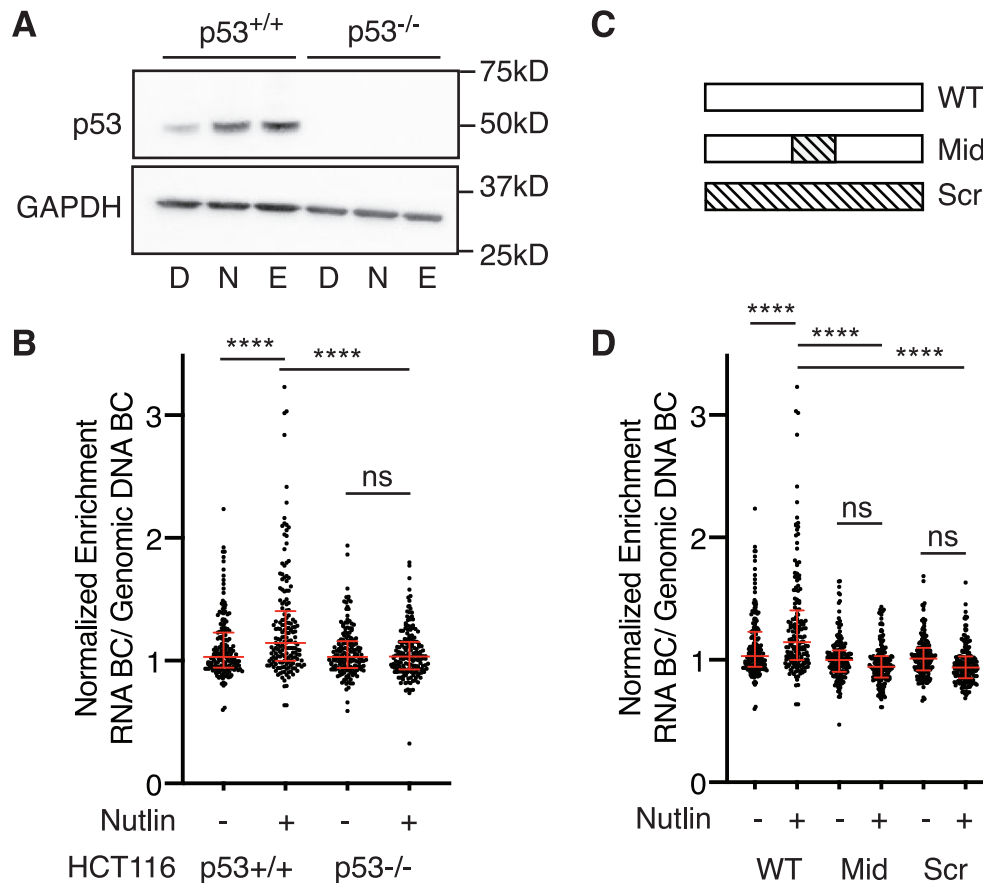 A
p53+/+ p53-/-
75kD
p53
50kD
37kD
GAPDH
25kD
D N E D N E
C
WT
Mid
Scr
B
****
****
ns
Normalized Enrichment
RNA BC/ Genomic DNA BC
3
2
1
0
Nutlin - + - +
HCT116 p53+/+ p53-/-
D
****
****
****
ns
ns
Normalized Enrichment
RNA BC/ Genomic DNA BC
3
2
1
0
Nutlin - + - + - +
WT Mid Scr